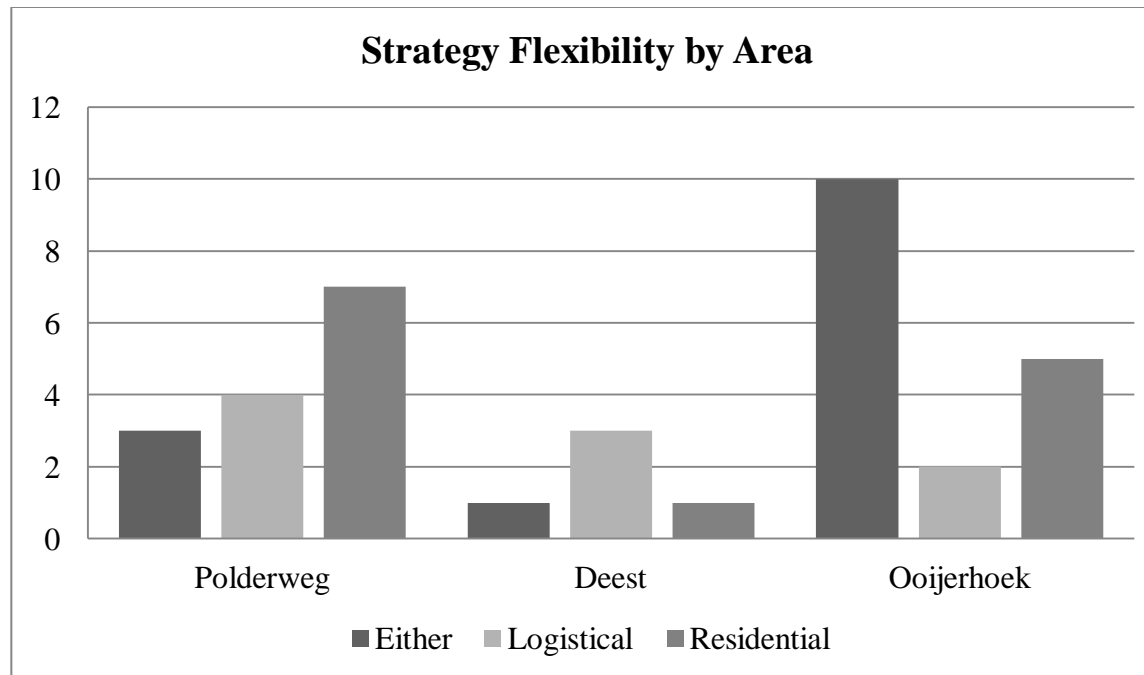 Strategy Flexibility by Area
12
10
8
6
4
2
0
Polderweg Deest Ooijerhoek
Either Logistical Residential